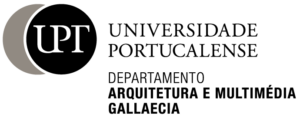 UPT
UNIVERSIDADE
PORTUCALENSE
DEPARTAMENTO
ARQUITETURA E MULTIMÉDIA
GALLAECIA